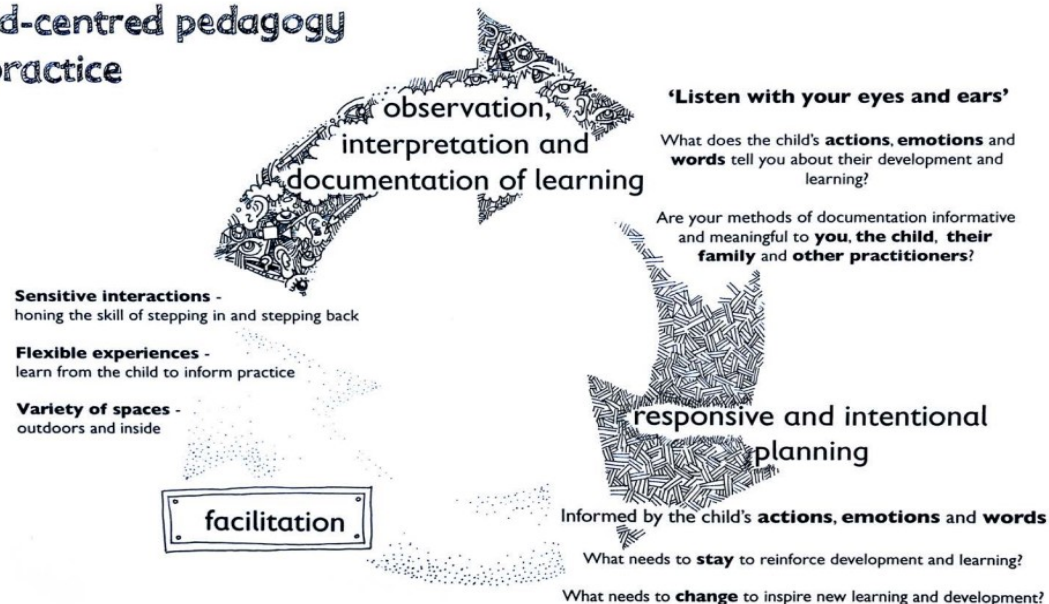 d-centred pedagogy
practice
observation,
interpretation and
documentation of learning
'Listen with your eyes and ears'
What does the child's actions, emotions and
words tell you about their development and
learning?
Are your methods of documentation informative
and meaningful to you, the child, their
family and other practitioners?
responsive and intentional
planning
Informed by the child's actions, emotions and words
What needs to stay to reinforce development and learning?
What needs to change to inspire new learning and development?
facilitation
Sensitive interactions -
honing the skill of stepping in and stepping back
Flexible experiences -
learn from the child to inform practice
Variety of spaces -
outdoors and inside